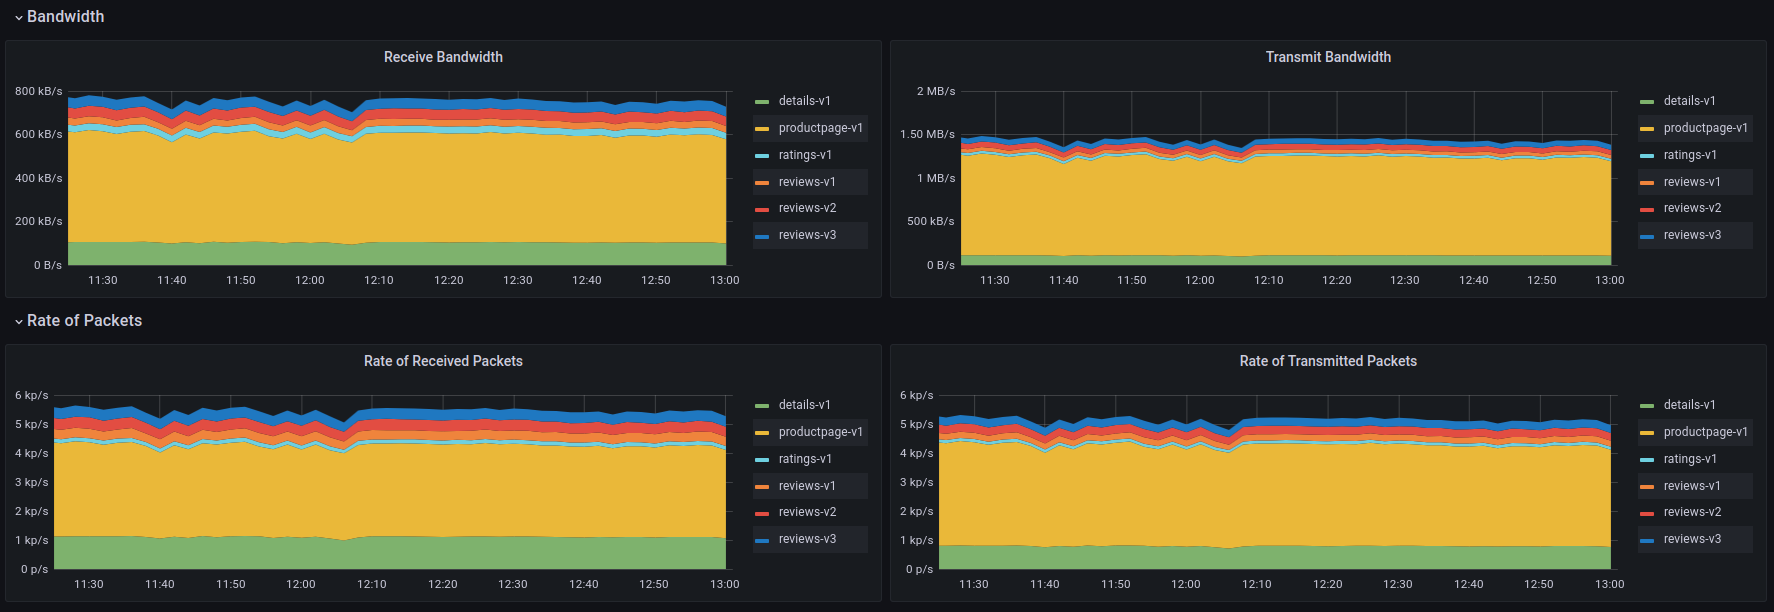 Bandwidth
Receive Bandwidth
800 kB/s
600 kB/s
400 kB/s
200 kB/s
0 B/s
11:30 11:40 11:50 12:00 12:10 12:20 12:30 12:40 12:50 13:00
details-v1
productpage-v1
ratings-v1
reviews-v1
reviews-v2
reviews-v3
Transmit Bandwidth
2 MB/s
1.50 MB/s
1 MB/s
500 kB/s
0 B/s
11:30 11:40 11:50 12:00 12:10 12:20 12:30 12:40 12:50 13:00
details-v1
productpage-v1
ratings-v1
reviews-v1
reviews-v2
reviews-v3
Rate of Packets
Rate of Received Packets
6 kp/s
5 kp/s
4 kp/s
3 kp/s
2 kp/s
1 kp/s
0 p/s
11:30 11:40 11:50 12:00 12:10 12:20 12:30 12:40 12:50 13:00
details-v1
productpage-v1
ratings-v1
reviews-v1
reviews-v2
reviews-v3
Rate of Transmitted Packets
6 kp/s
5 kp/s
4 kp/s
3 kp/s
2 kp/s
1 kp/s
0 p/s
11:30 11:40 11:50 12:00 12:10 12:20 12:30 12:40 12:50 13:00
details-v1
productpage-v1
ratings-v1
reviews-v1
reviews-v2
reviews-v3